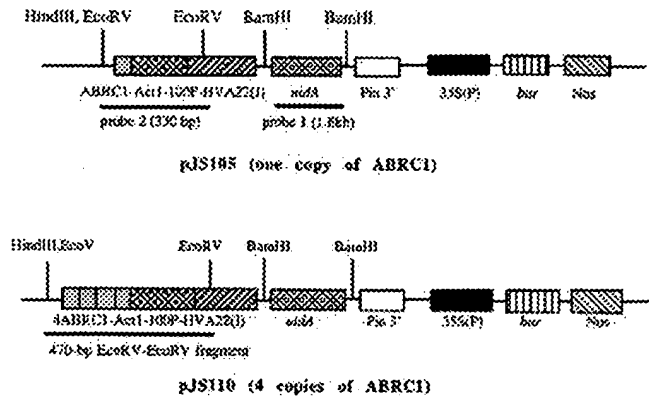 HindIII, EcoRV EcoRV BamHI BamHI
ABRC1-Act1-100P-HVA22(I) uidA Pin 3' 35S(P) bar Nos
probe 2 (330 bp) probe 1 (1.8kb)
pJS105 (one copy of ABRC1)
HindIII,EcoV EcoRV BamHI BamHI
4ABRC1-Act1-100P-HVA22(I) uidA Pin 3' 35S(P) bar Nos
470-bp EcoRV-EcoRV fragment
pJS110 (4 copies of ABRC1)